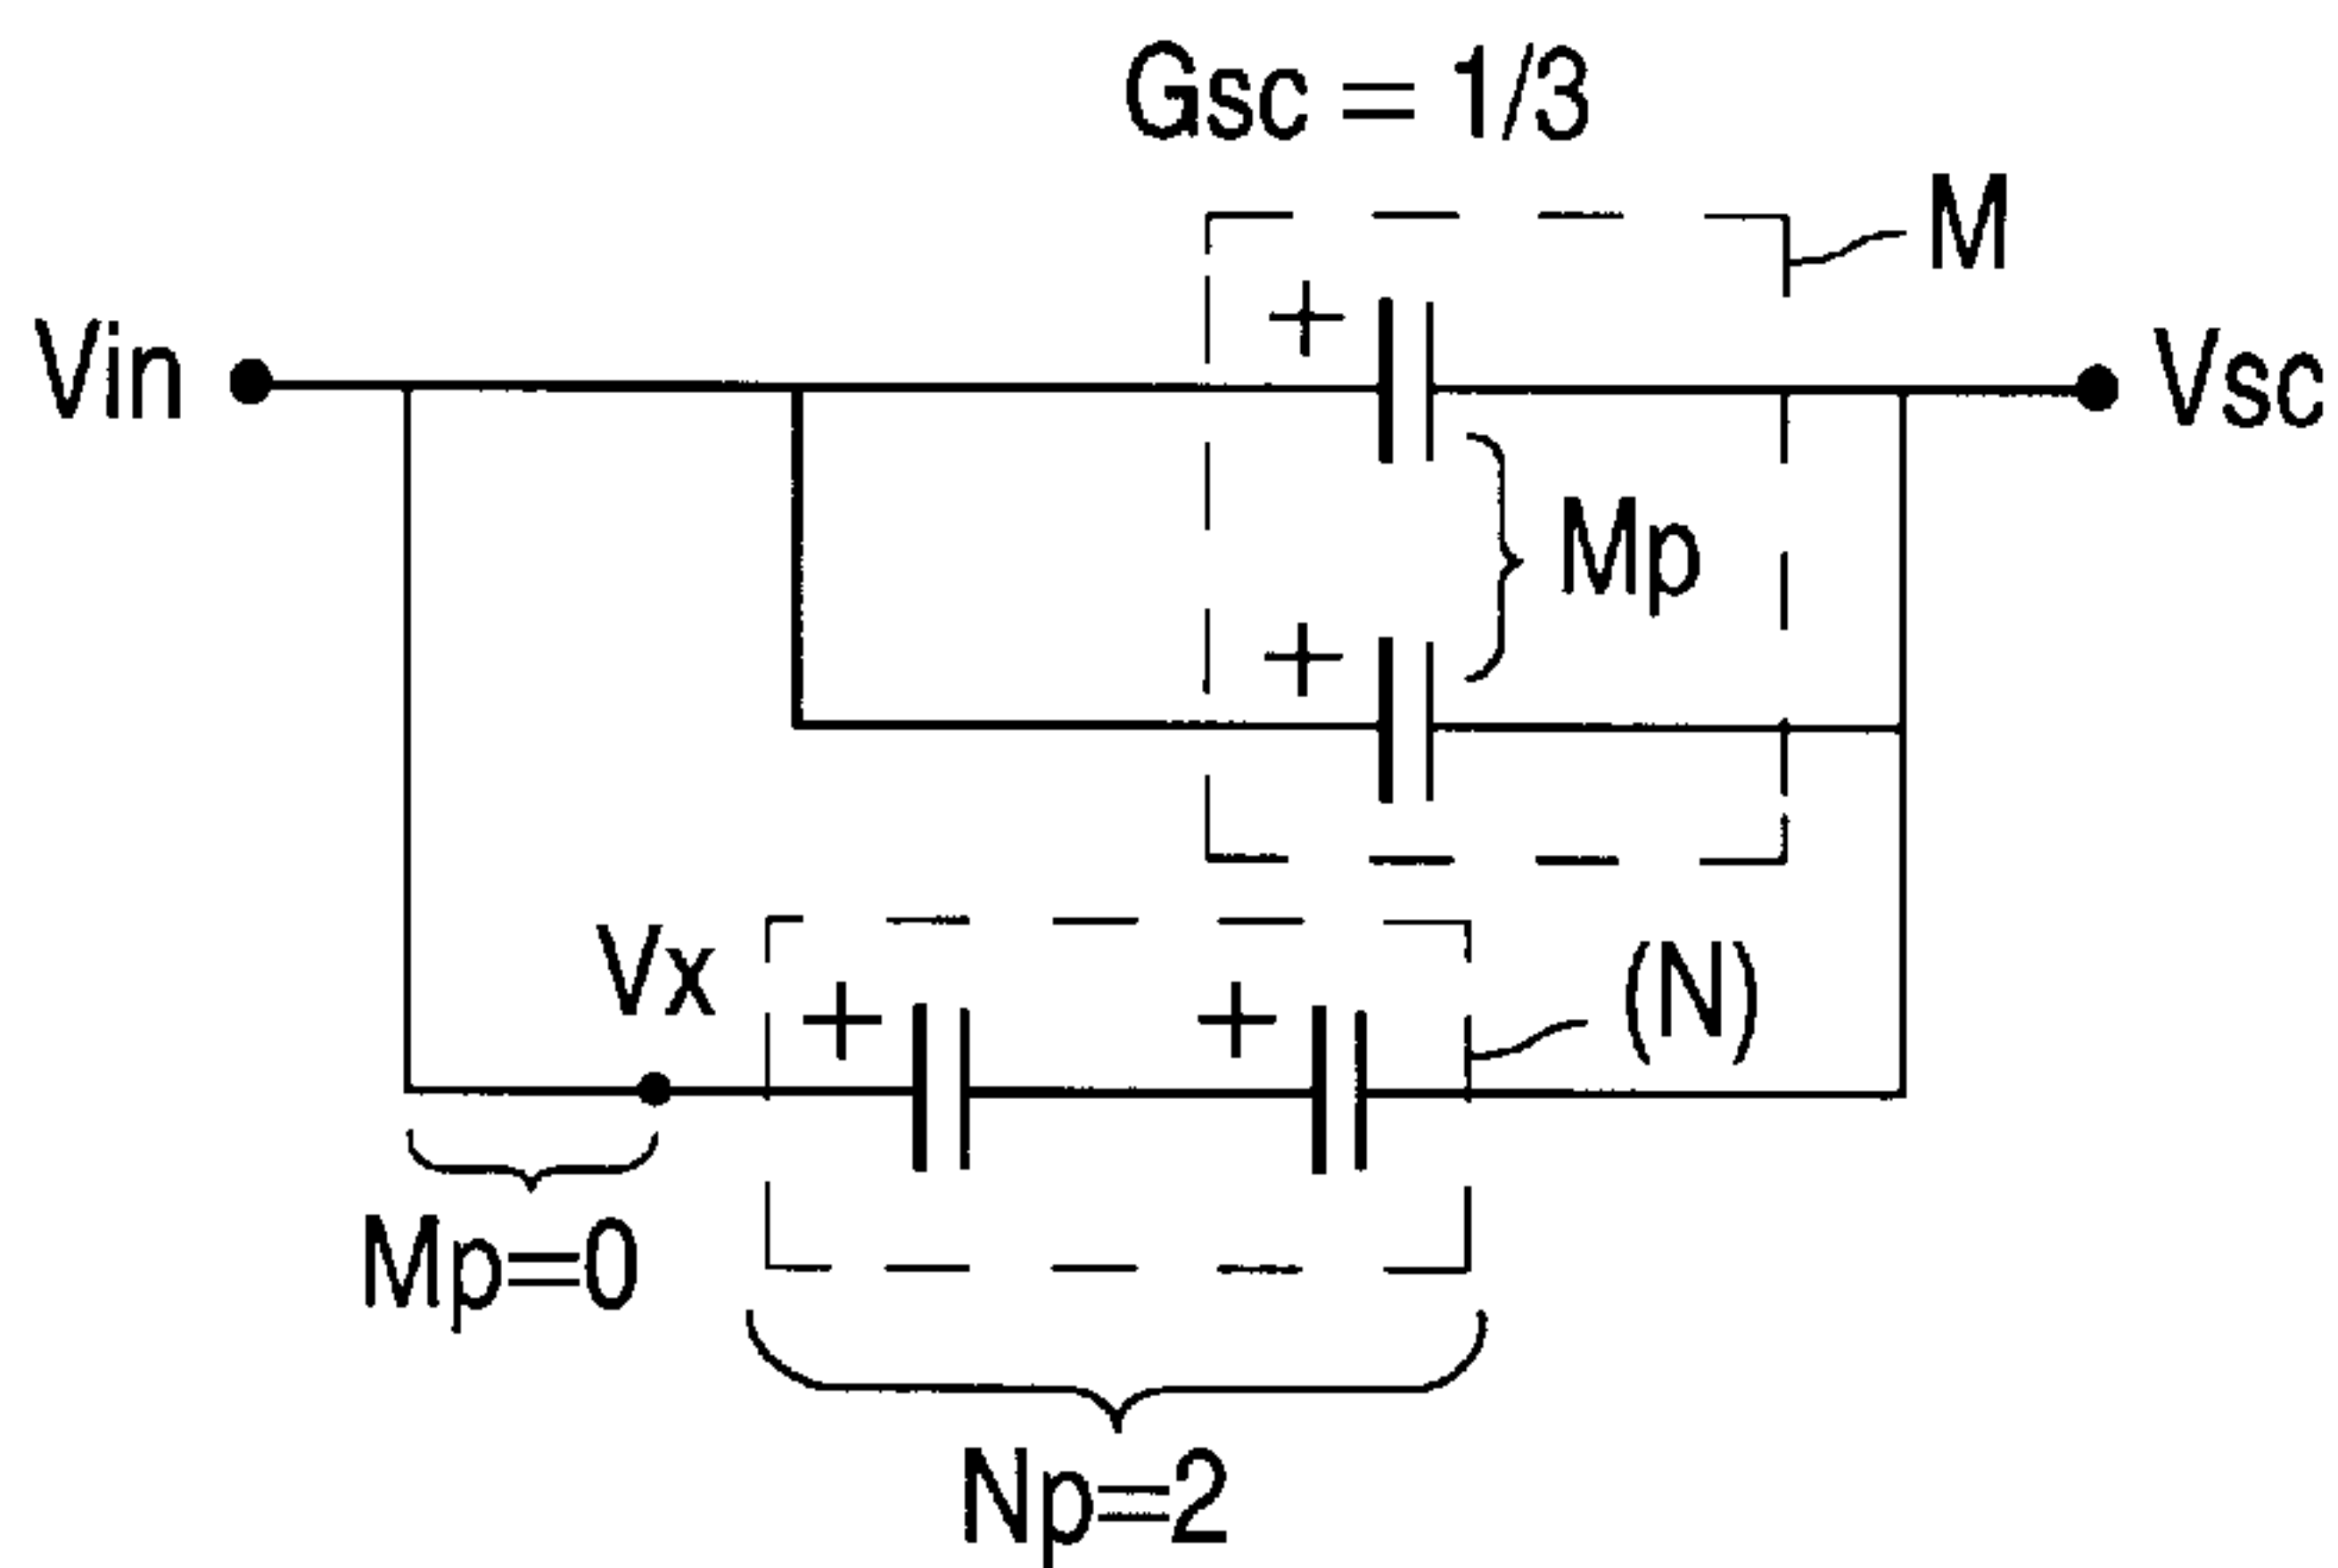 Gsc = 1/3
M
+
Vin
Vsc
Mp
+
Vx
+
+
(N)
Mp=0
Np=2